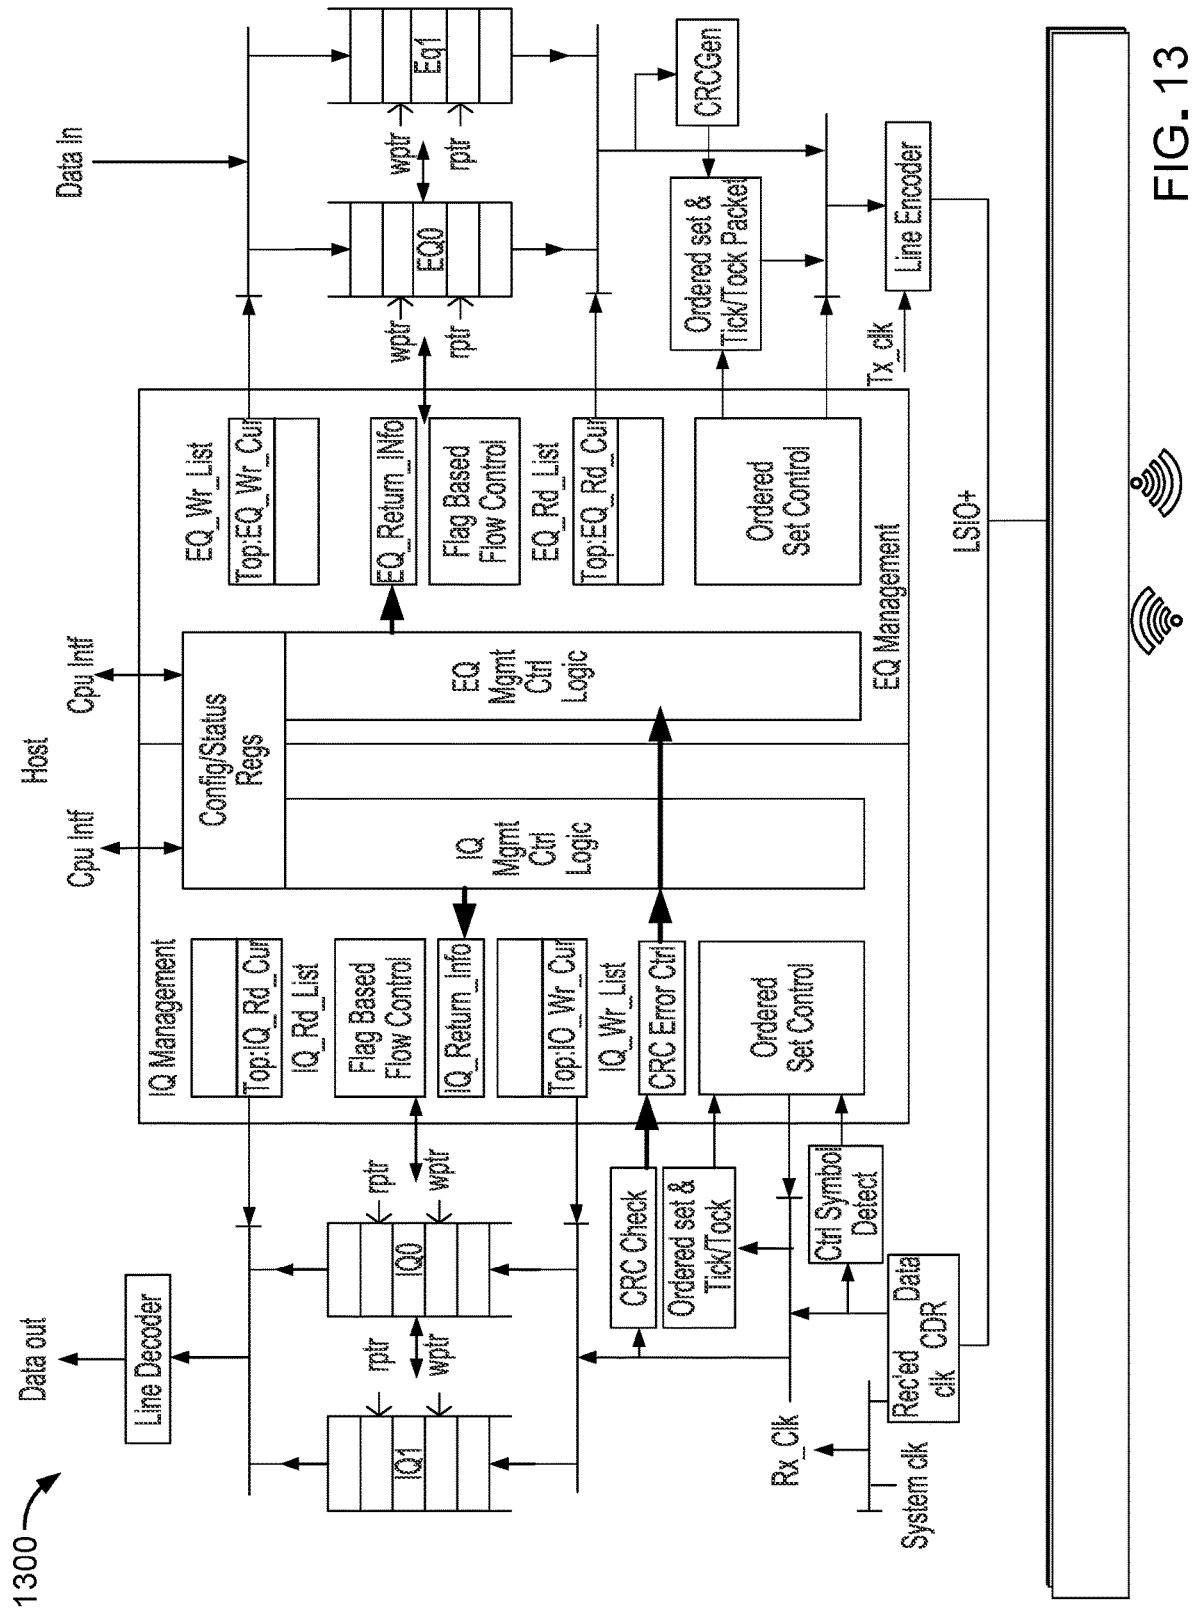 1300
Host
Data out
Cpu Intf
Cpu Intf
Data In
Line Decoder
IQ Management
Top:IQ_Rd_Cur
IQ_Rd_List
Flag Based
Flow Control
IQ_Return_Info
Top:IQ_Wr_Cur
IQ_Wr_List
CRC Error Ctrl
Ordered
Set Control
Config/Status
Regs
IQ
Mgmt
Ctrl
Logic
EQ
Mgmt
Ctrl
Logic
EQ_Wr_List
Top:EQ_Wr_Cur
EQ_Return_INfo
Flag Based
Flow Control
EQ_Rd_List
Top:EQ_Rd_Cur
Ordered
Set Control
EQ Management
IQ1
rptr
wptr
IQ0
rptr
wptr
wptr
rptr
EQ0
wptr
rptr
Eq1
CRC Check
Ordered set &
Tick/Tock
Ctrl Symbol
Detect
Rx_Clk
System clk
Rec'ed Data
clk CDR
CRCGen
Ordered set &
Tick/Tock Packet
Tx_clk
Line Encoder
LSIO+
FIG. 13